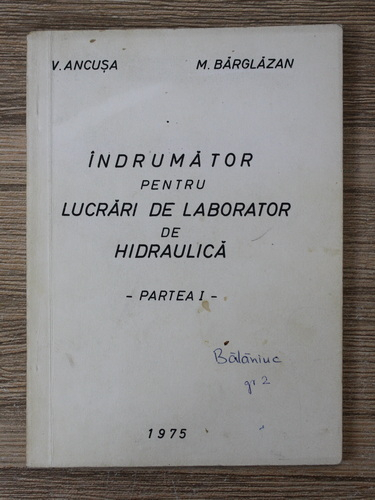 V. ANCUȘA M. BĂRGLĂZAN
ÎNDRUMĂTOR
PENTRU
LUCRĂRI DE LABORATOR
DE
HIDRAULICĂ
- PARTEA I -
Bălăniuc
gr 2
1975